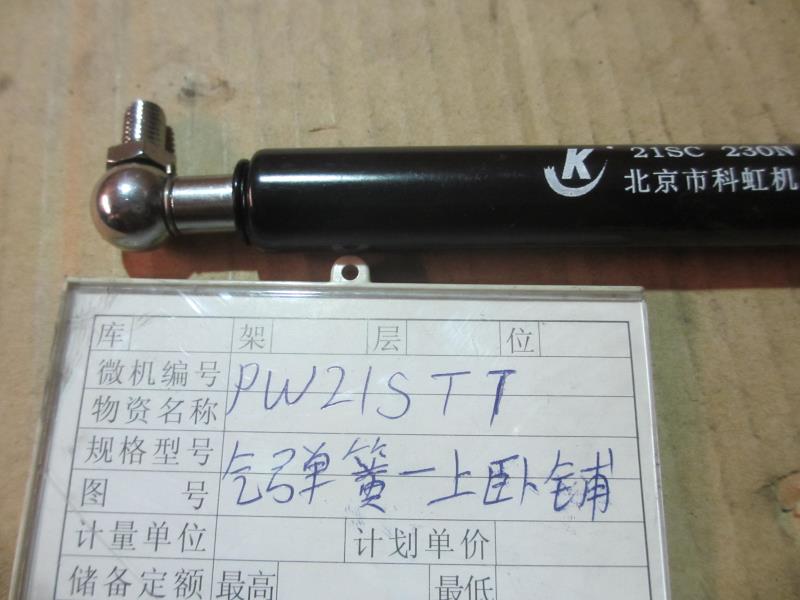 K
21SC 230N
北京市科虹机
库 架 层 位
微机编号
物资名称
PW21STT
规格型号
图 号
气弹簧一上卧铺
计量单位 计划单价
储备定额 最高 最低